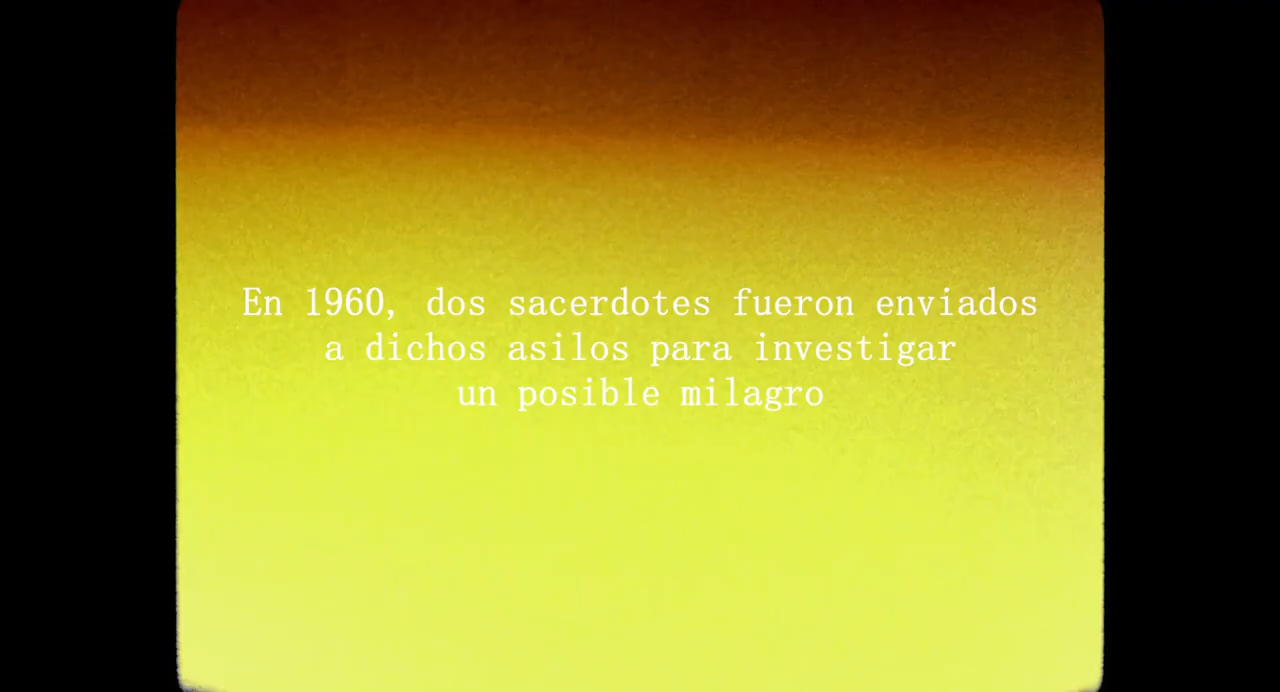 En 1960, dos sacerdotes fueron enviados
a dichos asilos para investigar
un posible milagro